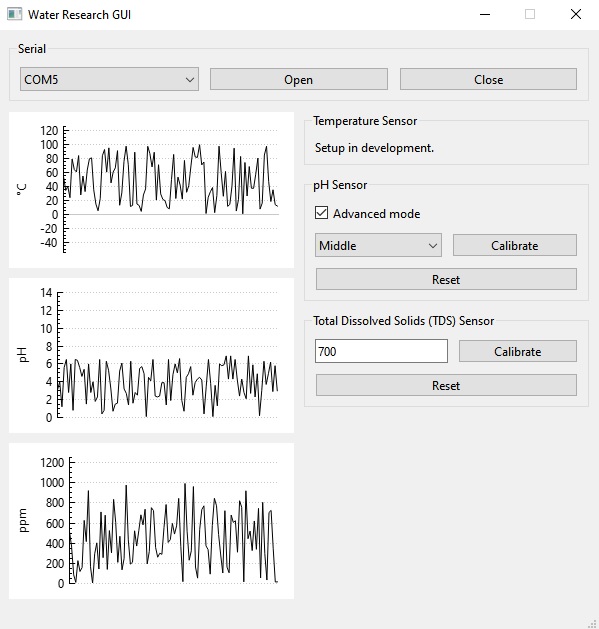 Water Research GUI
Serial
COM5
Open
Close
°C
120
100
80
60
40
20
0
-20
-40
pH
14
12
10
8
6
4
2
0
ppm
1200
1000
800
600
400
200
0
Temperature Sensor
Setup in development.
pH Sensor
Advanced mode
Middle
Calibrate
Reset
Total Dissolved Solids (TDS) Sensor
700
Calibrate
Reset